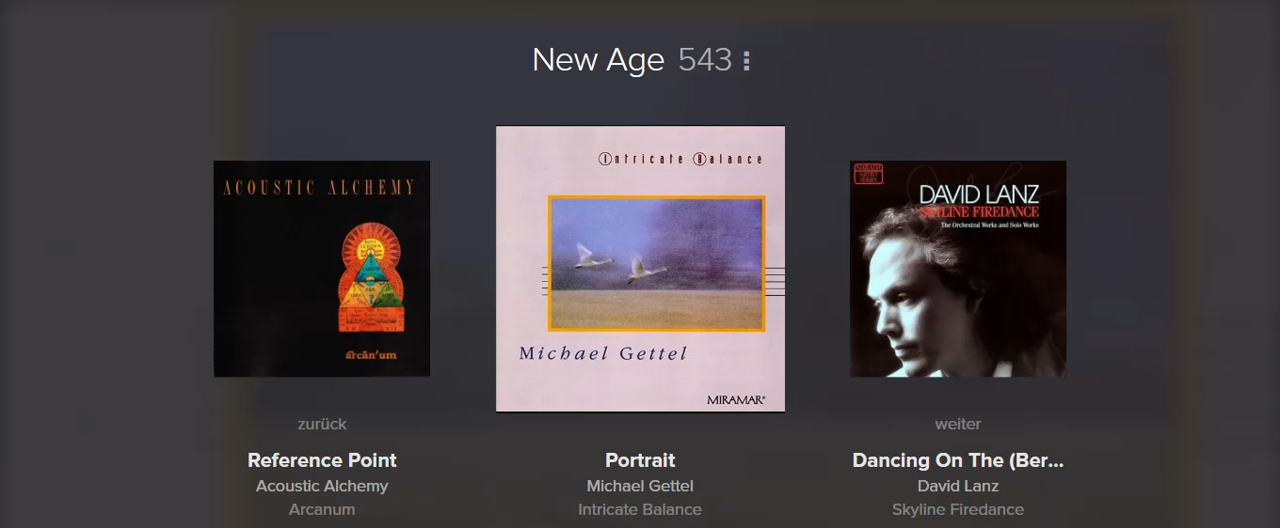 New Age 543
ACOUSTIC ALCHEMY
ărcăn'um
Intricate Balance
Michael Gettel
MIRAMAR®
DAVID LANZ
SKYLINE FIREDANCE
The Orchestral Works and Solo Works
zurück
weiter
Reference Point
Acoustic Alchemy
Arcanum
Portrait
Michael Gettel
Intricate Balance
Dancing On The (Ber...
David Lanz
Skyline Firedance